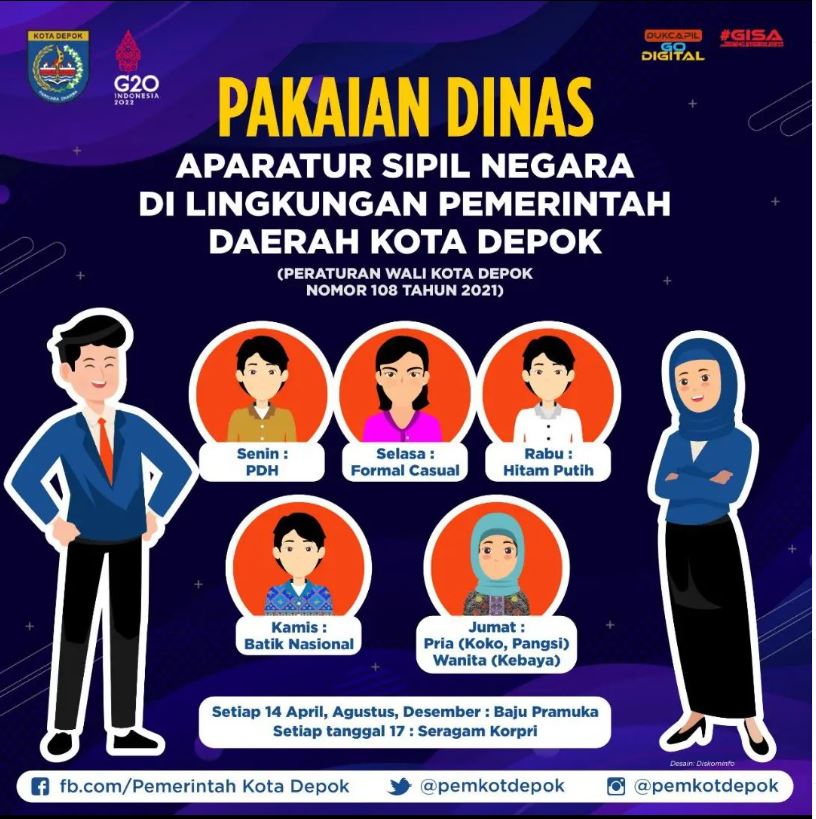 KOTA DEPOK
G20
INDONESIA
2022
DUKCAPIL
GO
DIGITAL
#GISA
PAKAIAN DINAS
APARATUR SIPIL NEGARA
DI LINGKUNGAN PEMERINTAH
DAERAH KOTA DEPOK
(PERATURAN WALI KOTA DEPOK
NOMOR 108 TAHUN 2021)
Senin :
PDH
Selasa :
Formal Casual
Rabu :
Hitam Putih
Kamis :
Batik Nasional
Jumat :
Pria (Koko, Pangsi)
Wanita (Kebaya)
Setiap 14 April, Agustus, Desember : Baju Pramuka
Setiap tanggal 17 : Seragam Korpri
Desain: Diskominfo
fb.com/Pemerintah Kota Depok
@pemkotdepok
@pemkotdepok